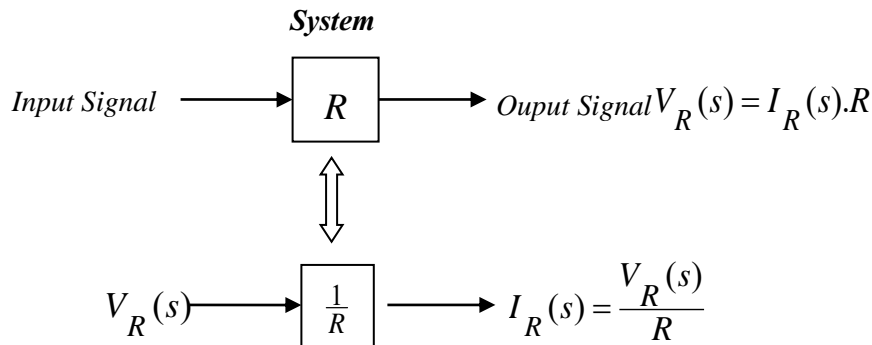 System
Input Signal R Ouput Signal V_R(s) = I_R(s).R
V_R(s) 1/R I_R(s) = V_R(s)/R